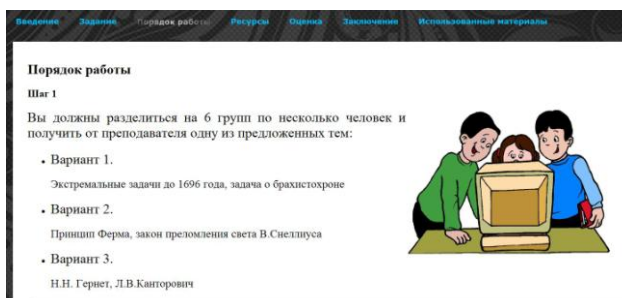 Введение Задания Порядок работы Ресурсы Оценка Заключения Использованные материалы
Порядок работы
Шаг 1
Вы должны разделиться на 6 групп по несколько человек и
получить от преподавателя одну из предложенных тем:
• Вариант 1.
Экстремальные задачи до 1696 года, задача о брахистохроне
• Вариант 2.
Принцип Ферма, закон преломления света В.Снеллиуса
• Вариант 3.
Н.Н. Гернет, Л.В.Канторович